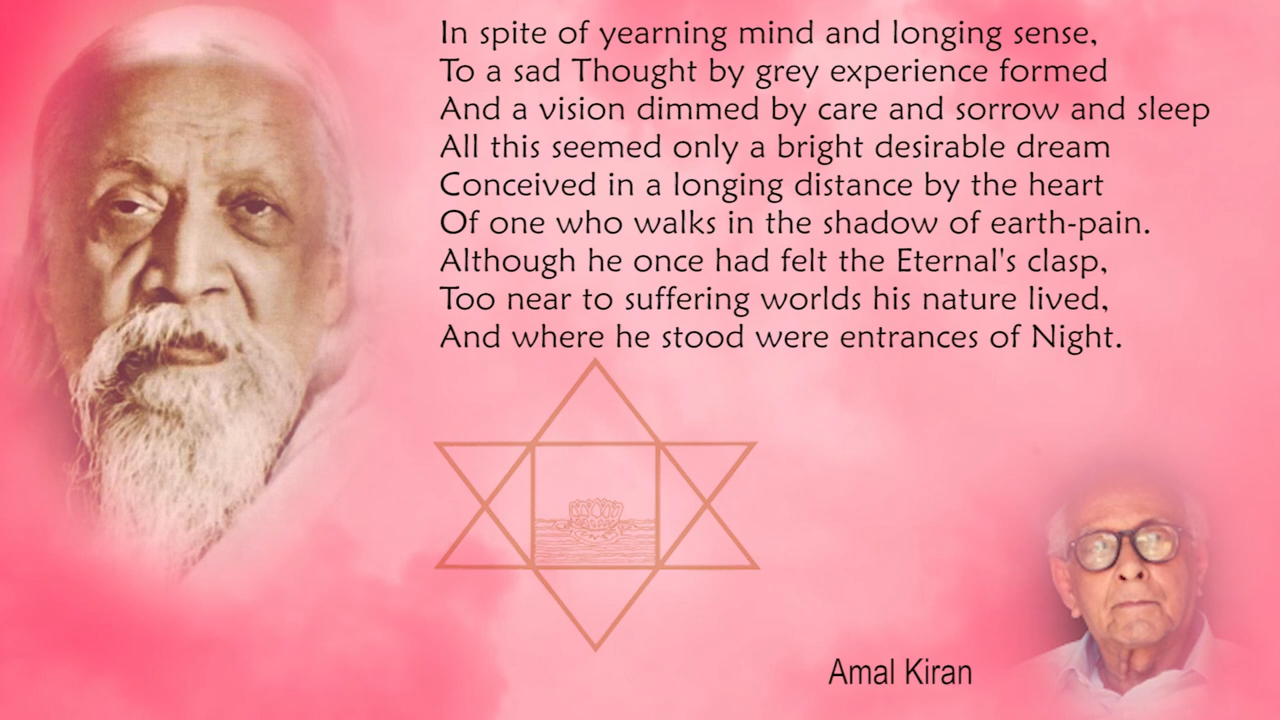 In spite of yearning mind and longing sense,
To a sad Thought by grey experience formed
And a vision dimmed by care and sorrow and sleep
All this seemed only a bright desirable dream
Conceived in a longing distance by the heart
Of one who walks in the shadow of earth-pain.
Although he once had felt the Eternal's clasp,
Too near to suffering worlds his nature lived,
And where he stood were entrances of Night.
Amal Kiran